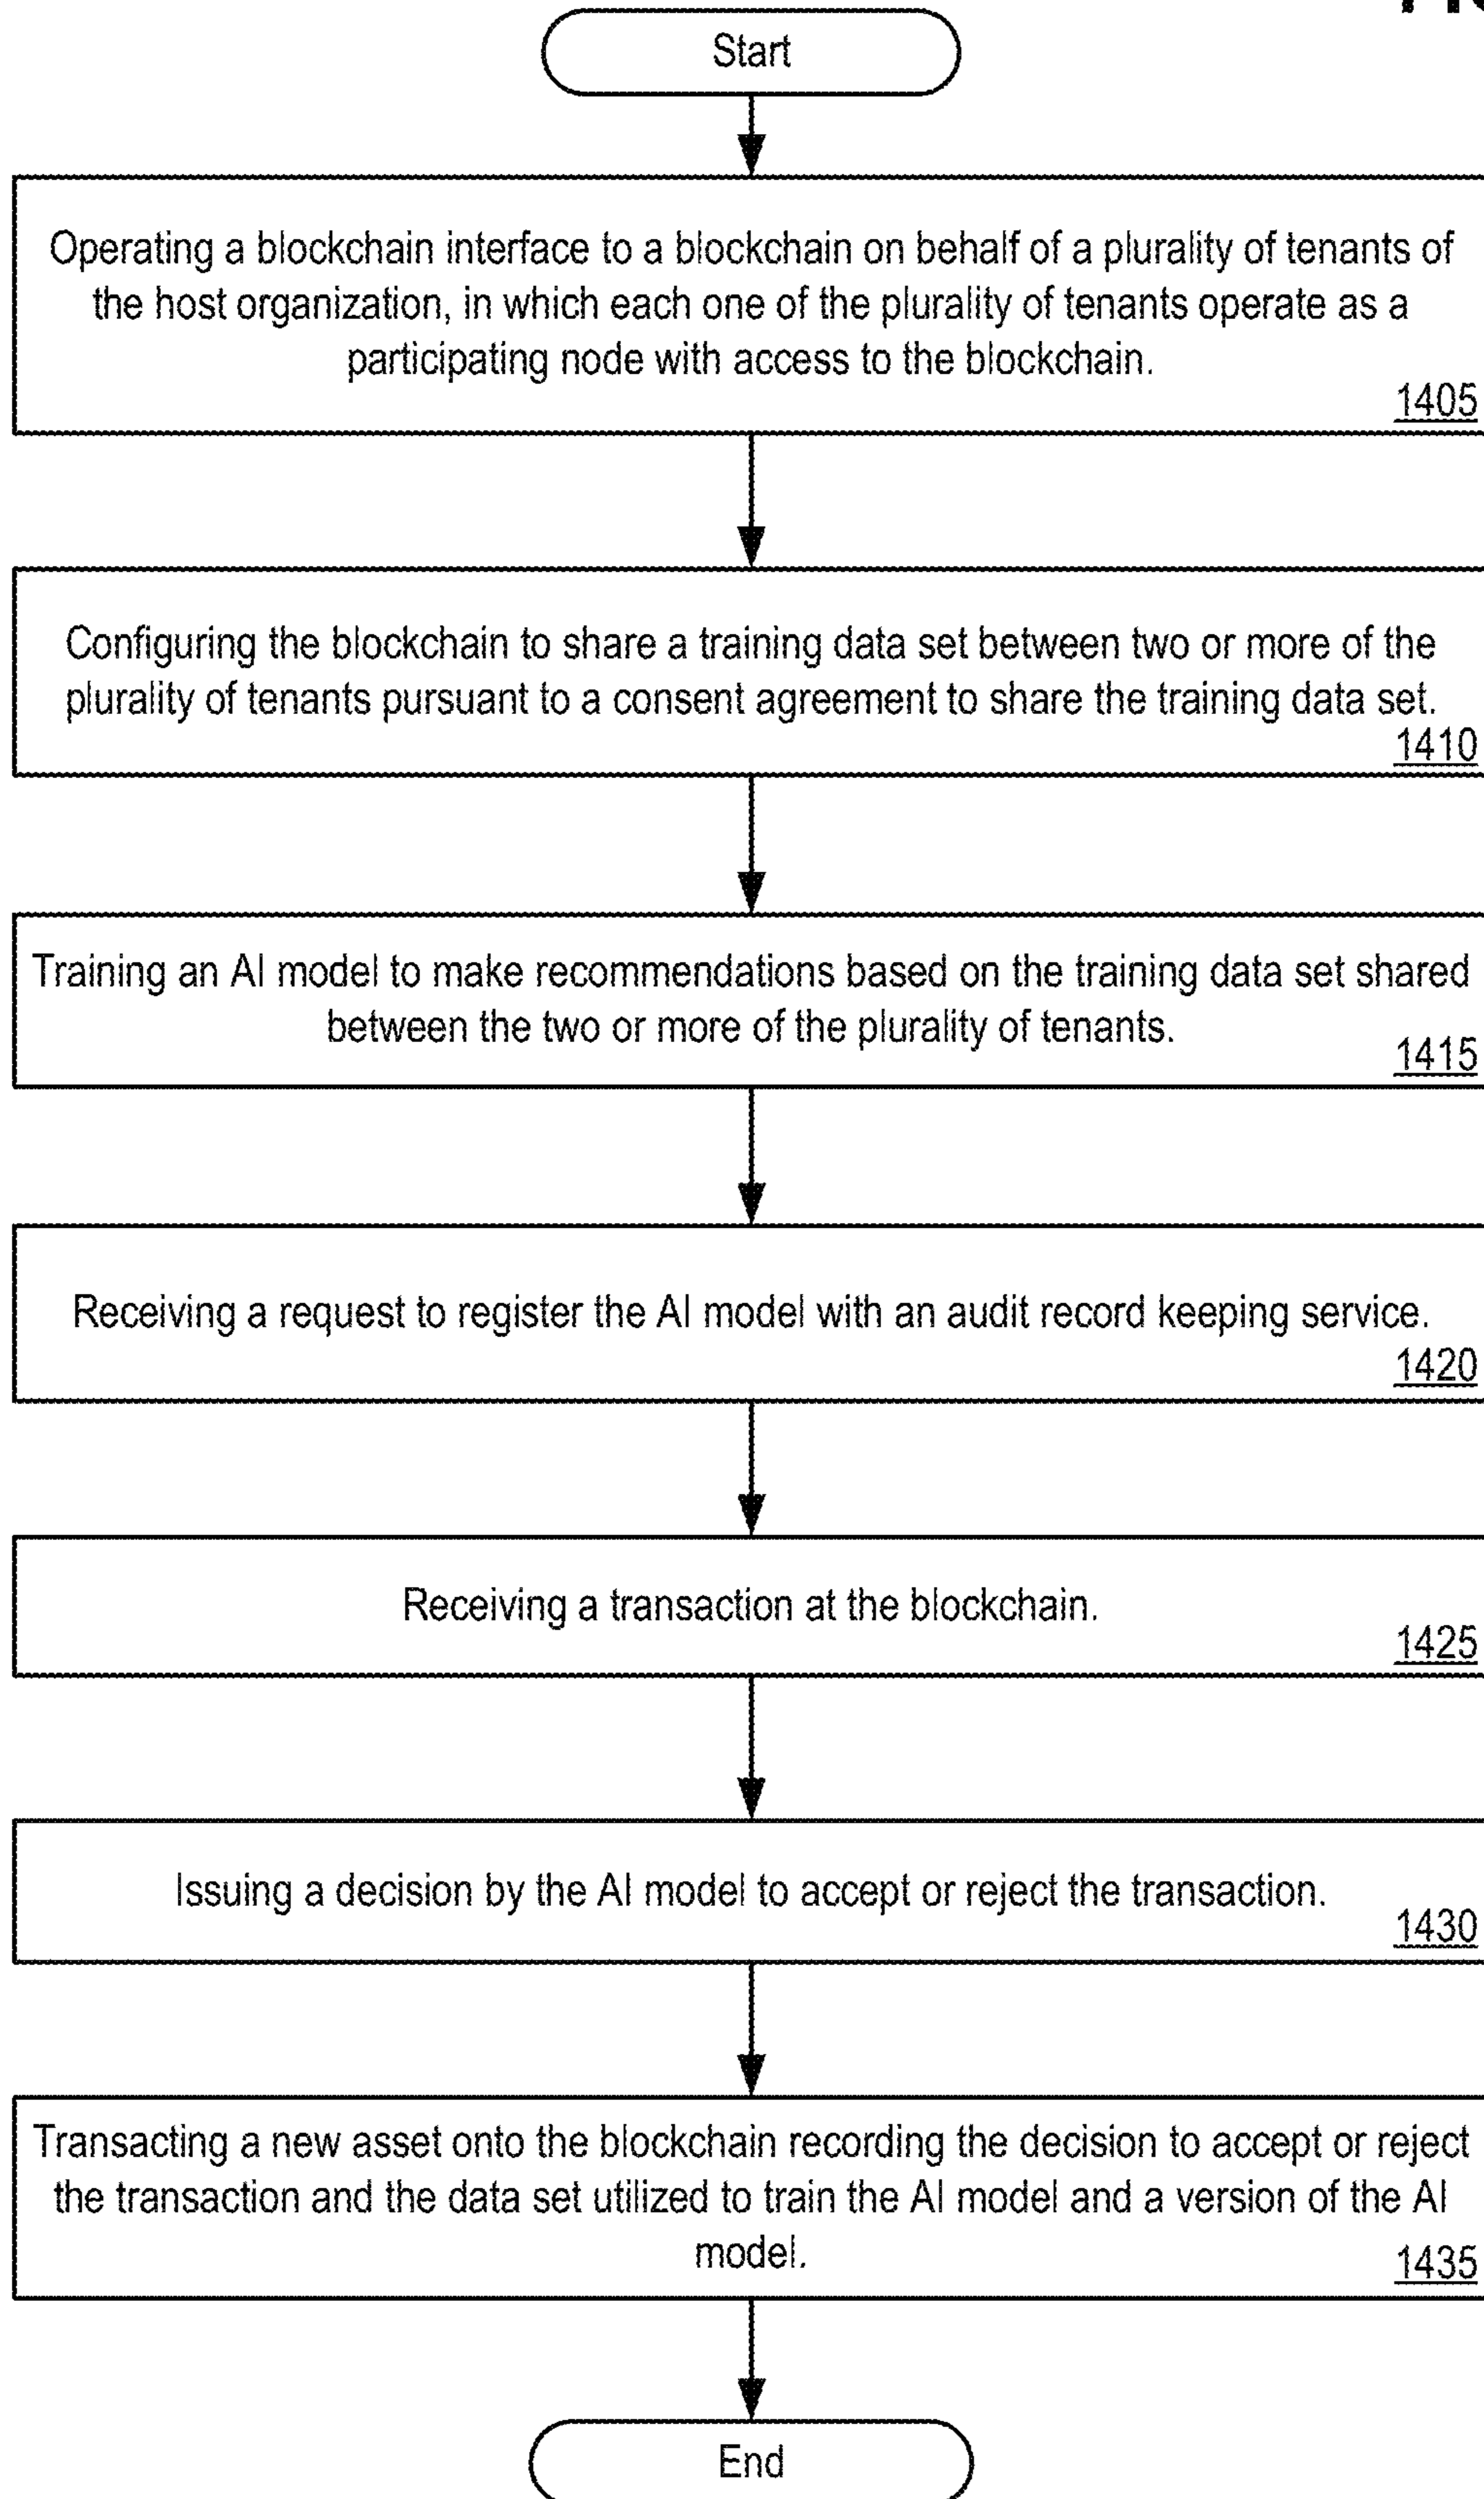 Start
Operating a blockchain interface to a blockchain on behalf of a plurality of tenants of
the host organization, in which each one of the plurality of tenants operate as a
participating node with access to the blockchain.
1405
Configuring the blockchain to share a training data set between two or more of the
plurality of tenants pursuant to a consent agreement to share the training data set.
1410
Training an AI model to make recommendations based on the training data set shared
between the two or more of the plurality of tenants.
1415
Receiving a request to register the AI model with an audit record keeping service.
1420
Receiving a transaction at the blockchain.
1425
Issuing a decision by the AI model to accept or reject the transaction.
1430
Transacting a new asset onto the blockchain recording the decision to accept or reject
the transaction and the data set utilized to train the AI model and a version of the AI
model.
1435
End